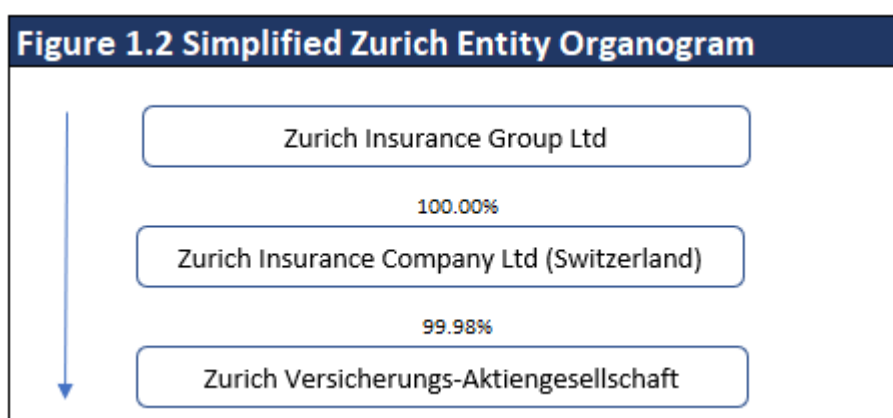 Figure 1.2 Simplified Zurich Entity Organogram
Zurich Insurance Group Ltd
100.00%
Zurich Insurance Company Ltd (Switzerland)
99.98%
Zurich Versicherungs-Aktiengesellschaft